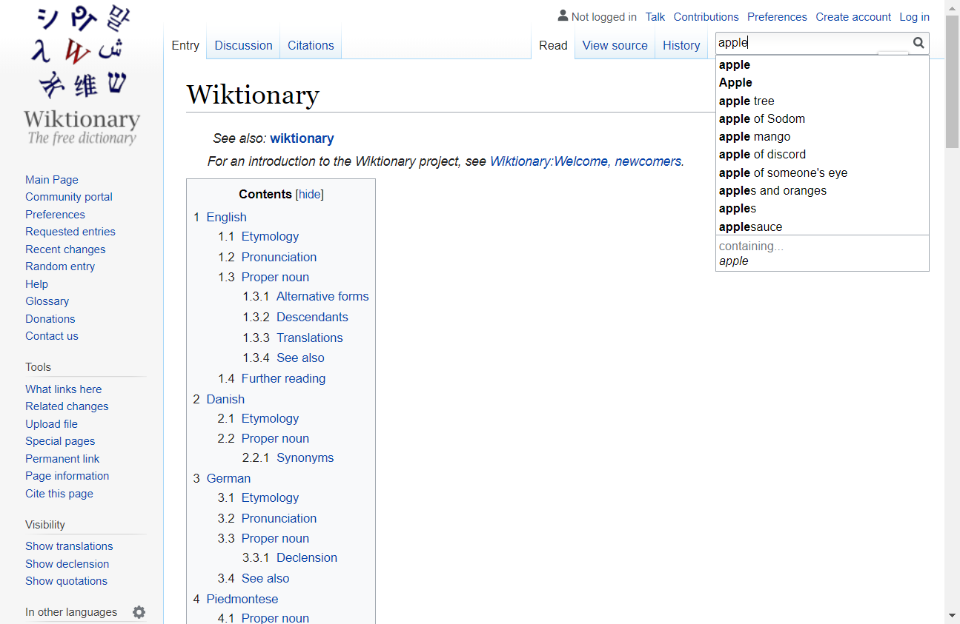 シ Ω 말
λ W ش
維 ש
Wiktionary
The free dictionary
Main Page
Community portal
Preferences
Requested entries
Recent changes
Random entry
Help
Glossary
Donations
Contact us
Tools
What links here
Related changes
Upload file
Special pages
Permanent link
Page information
Cite this page
Visibility
Show translations
Show declension
Show quotations
In other languages
Not logged in Talk Contributions Preferences Create account Log in
Entry Discussion Citations Read View source History
apple
apple
Apple
apple tree
apple of Sodom
apple mango
apple of discord
apple of someone's eye
apples and oranges
apples
applesauce
containing...
apple
Wiktionary
See also: wiktionary
For an introduction to the Wiktionary project, see Wiktionary:Welcome, newcomers.
Contents [hide]
1 English
1.1 Etymology
1.2 Pronunciation
1.3 Proper noun
1.3.1 Alternative forms
1.3.2 Descendants
1.3.3 Translations
1.3.4 See also
1.4 Further reading
2 Danish
2.1 Etymology
2.2 Proper noun
2.2.1 Synonyms
3 German
3.1 Etymology
3.2 Pronunciation
3.3 Proper noun
3.3.1 Declension
3.4 See also
4 Piedmontese
4.1 Proper noun